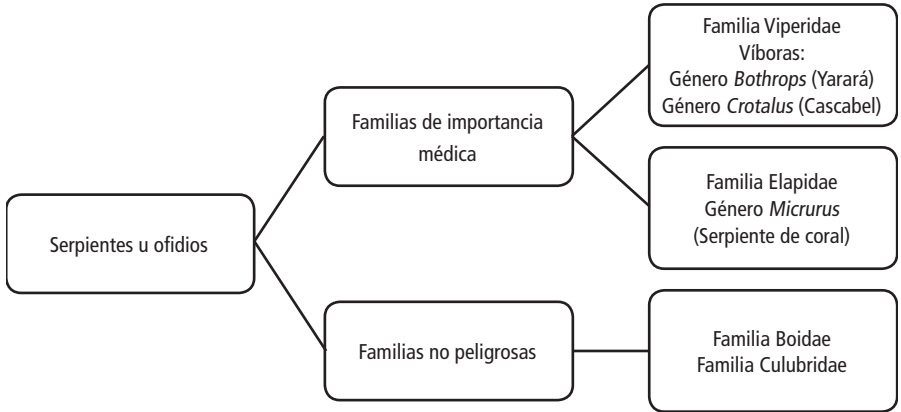 Serpientes u ofidios
Familias de importancia
médica
Familia Viperidae
Víboras:
Género Bothrops (Yarará)
Género Crotalus (Cascabel)
Familia Elapidae
Género Micrurus
(Serpiente de coral)
Familias no peligrosas
Familia Boidae
Familia Culubridae